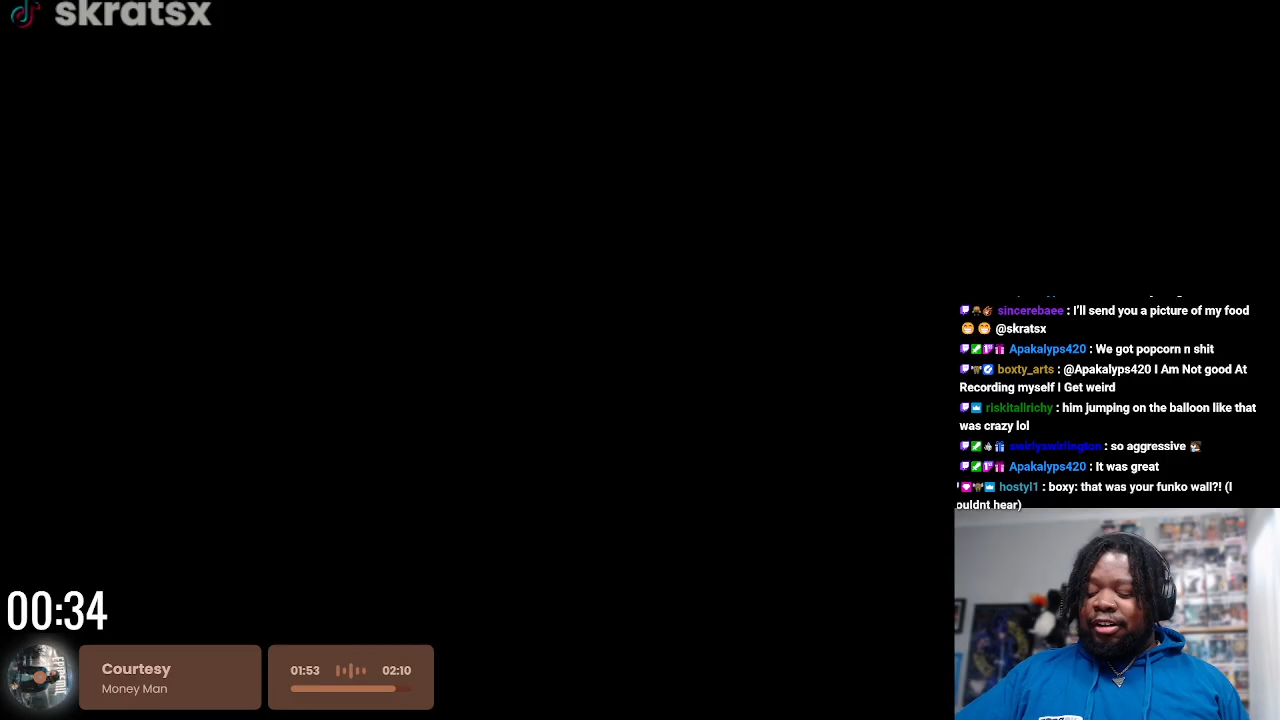 skratsx
sincerebaee : I'll send you a picture of my food
@skratsx
Apakalyps420 : We got popcorn n shit
boxty_arts : @Apakalyps420 I Am Not good At
Recording myself I Get weird
riskitallrichy : him jumping on the balloon like that
was crazy lol
swirlyswirlington : so aggressive
Apakalyps420 : It was great
hostyl1 : boxy: that was your funko wall?! (I
ouldnt hear)
00:34
Courtesy
Money Man
01:53 02:10